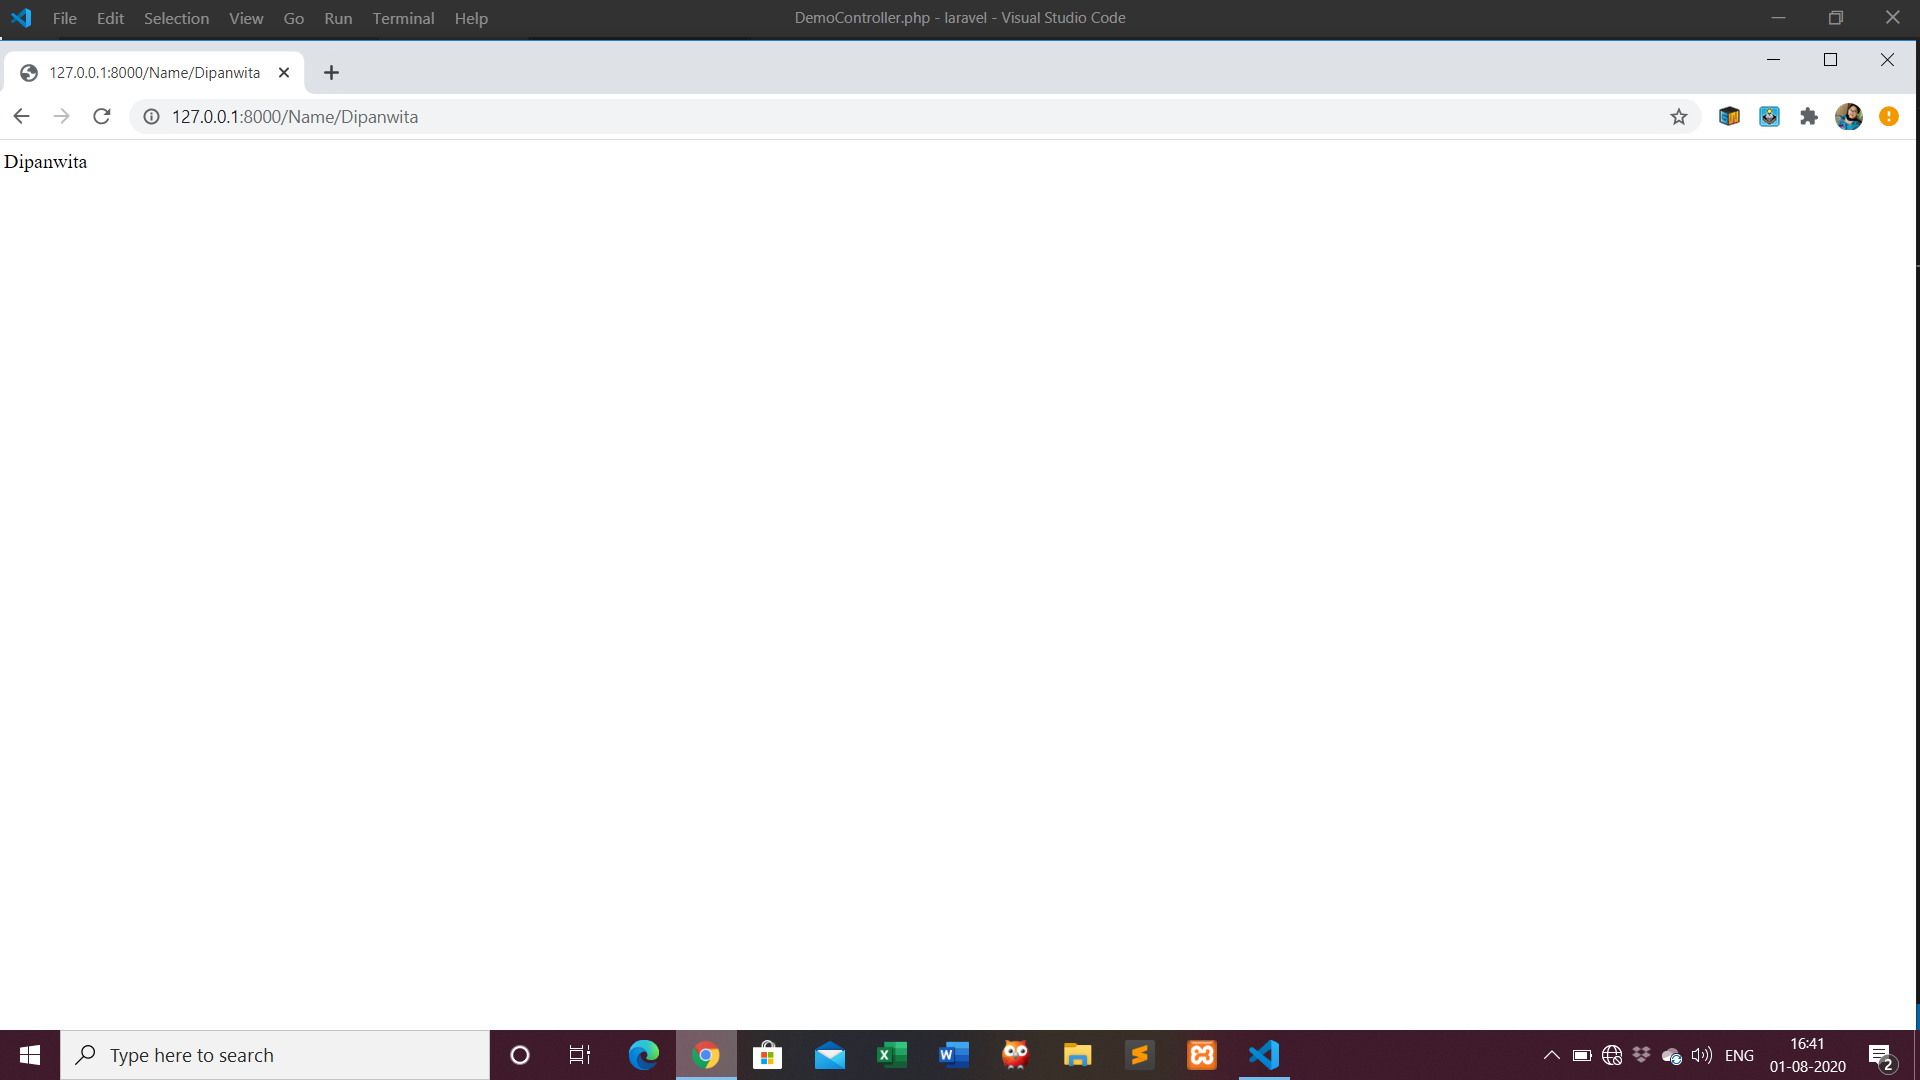 File Edit Selection View Go Run Terminal Help DemoController.php - laravel - Visual Studio Code
127.0.0.1:8000/Name/Dipanwita
127.0.0.1:8000/Name/Dipanwita
Dipanwita
Type here to search
ENG
16:41
01-08-2020
2